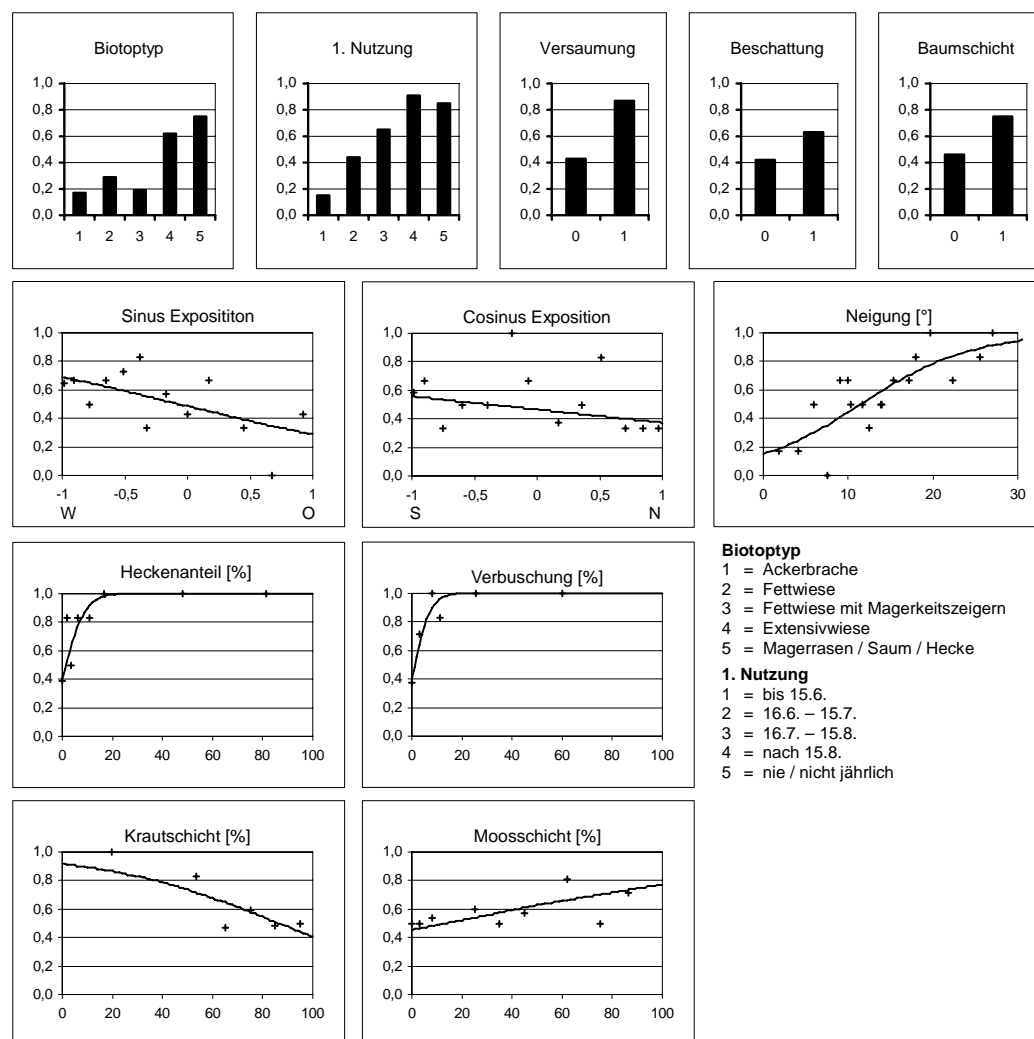 Biotoptyp
1,0
0,8
0,6
0,4
0,2
0,0
1 2 3 4 5
1. Nutzung
1,0
0,8
0,6
0,4
0,2
0,0
1 2 3 4 5
Versaumung
1,0
0,8
0,6
0,4
0,2
0,0
0 1
Beschattung
1,0
0,8
0,6
0,4
0,2
0,0
0 1
Baumschicht
1,0
0,8
0,6
0,4
0,2
0,0
0 1
Sinus Exposititon
1,0
0,8
0,6
0,4
0,2
0,0
-1 -0,5 0 0,5 1
W O
Cosinus Exposition
1,0
0,8
0,6
0,4
0,2
0,0
-1 -0,5 0 0,5 1
S N
Neigung [°]
1,0
0,8
0,6
0,4
0,2
0,0
0 10 20 30
Heckenanteil [%]
1,0
0,8
0,6
0,4
0,2
0,0
0 20 40 60 80 100
Verbuschung [%]
1,0
0,8
0,6
0,4
0,2
0,0
0 20 40 60 80 100
Biotoptyp
1 = Ackerbrache
2 = Fettwiese
3 = Fettwiese mit Magerkeitszeigern
4 = Extensivwiese
5 = Magerrasen / Saum / Hecke
1. Nutzung
1 = bis 15.6.
2 = 16.6. – 15.7.
3 = 16.7. – 15.8.
4 = nach 15.8.
5 = nie / nicht jährlich
Krautschicht [%]
1,0
0,8
0,6
0,4
0,2
0,0
0 20 40 60 80 100
Moosschicht [%]
1,0
0,8
0,6
0,4
0,2
0,0
0 20 40 60 80 100